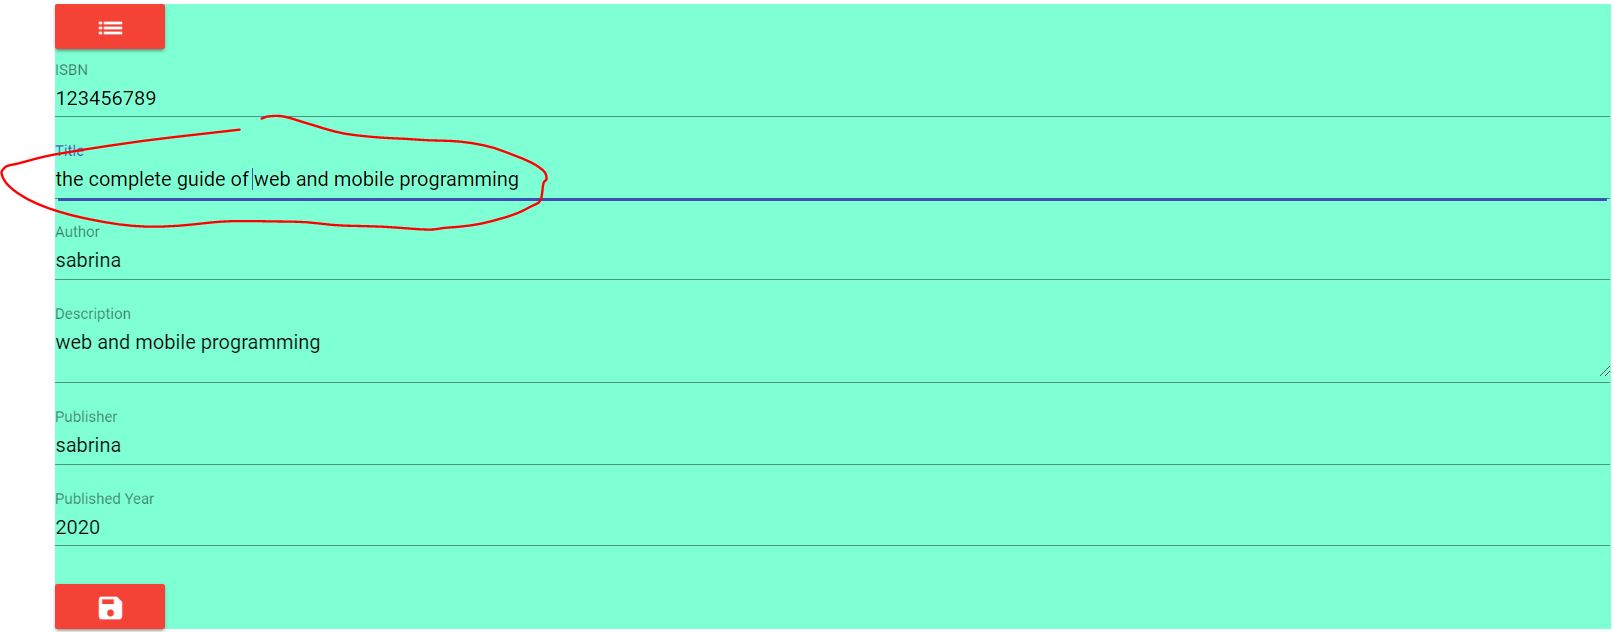 ISBN
123456789
Title
the complete guide of web and mobile programming
Author
sabrina
Description
web and mobile programming
Publisher
sabrina
Published Year
2020